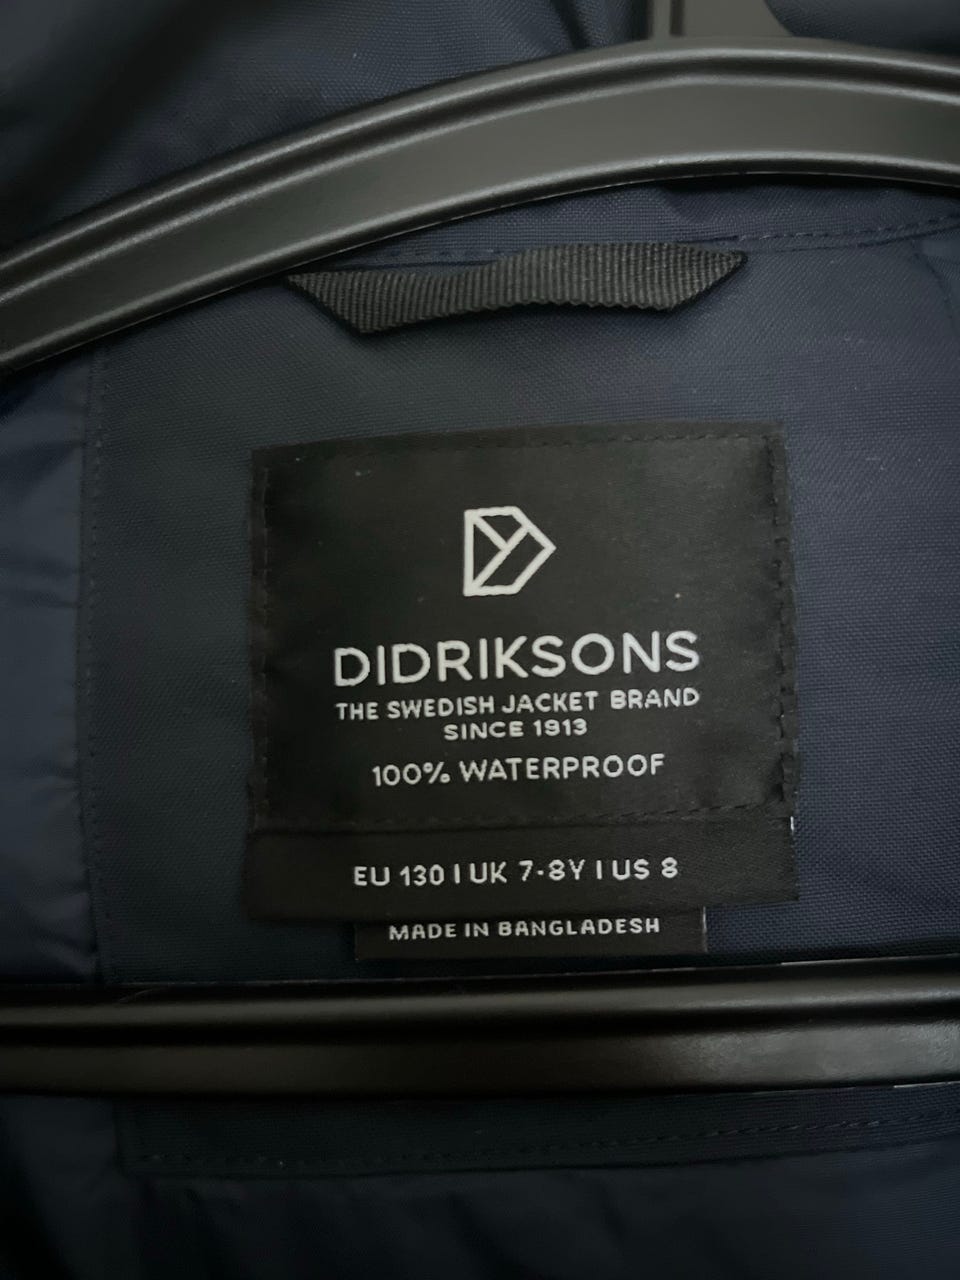 DIDRIKSONS
THE SWEDISH JACKET BRAND
SINCE 1913
100% WATERPROOF
EU 130 | UK 7-8Y | US 8
MADE IN BANGLADESH